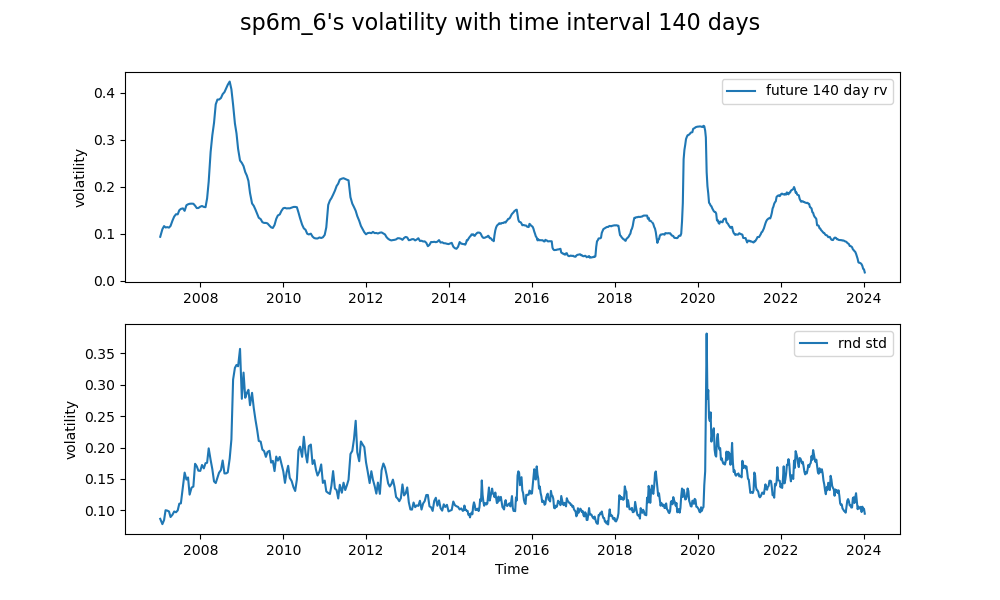 sp6m_6's volatility with time interval 140 days
future 140 day rv
volatility
0.4
0.3
0.2
0.1
0.0
2008 2010 2012 2014 2016 2018 2020 2022 2024
rnd std
volatility
0.35
0.30
0.25
0.20
0.15
0.10
2008 2010 2012 2014 2016 2018 2020 2022 2024
Time